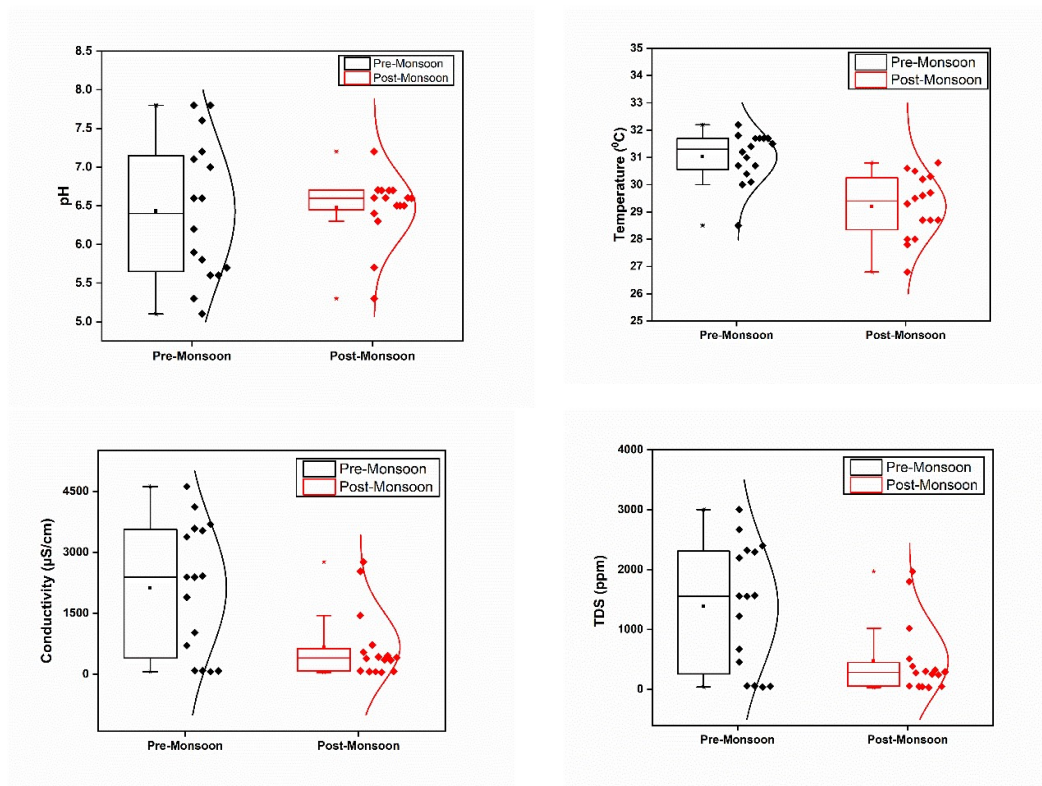 8.5
8.0
7.5
7.0
6.5
6.0
5.5
5.0
pH
Pre-Monsoon
Post-Monsoon
Pre-Monsoon
Post-Monsoon
35
34
33
32
31
30
29
28
27
26
25
Temperature (⁰C)
Pre-Monsoon
Post-Monsoon
Pre-Monsoon
Post-Monsoon
4500
3000
1500
0
Conductivity (µS/cm)
Pre-Monsoon
Post-Monsoon
Pre-Monsoon
Post-Monsoon
4000
3000
2000
1000
0
TDS (ppm)
Pre-Monsoon
Post-Monsoon
Pre-Monsoon
Post-Monsoon